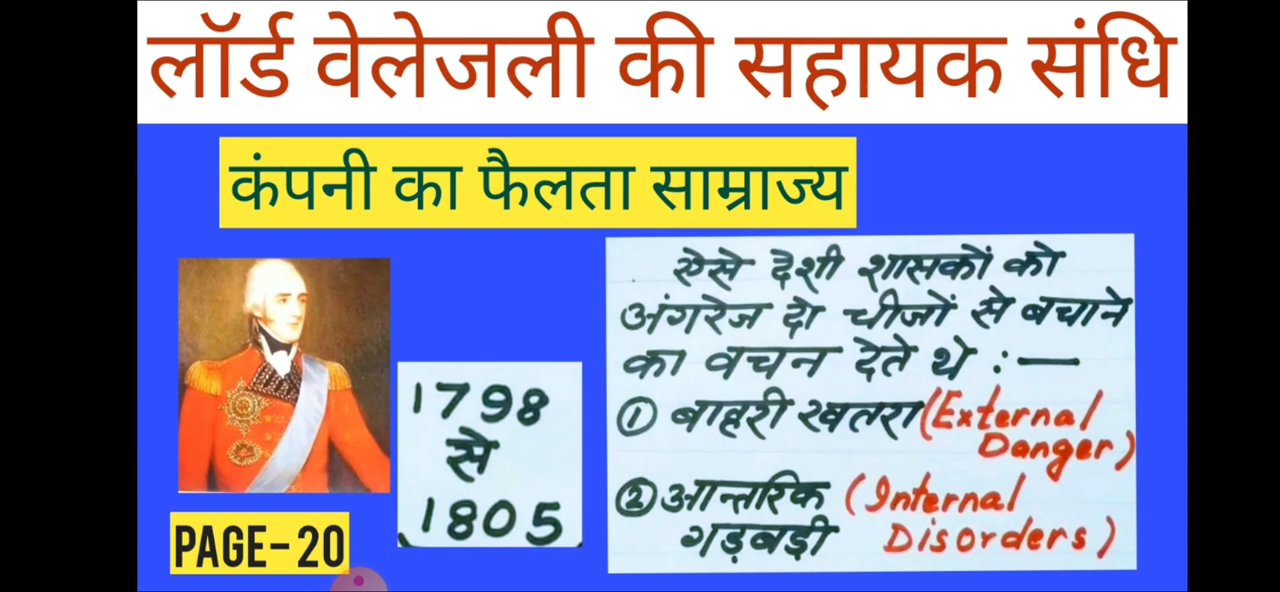 लॉर्ड वेलेजली की सहायक संधि
कंपनी का फैलता साम्राज्य
1798
से
1805
PAGE-20
ऐसे देशी शासकों को
अंगरेज दो चीजों से बचाने
का वचन देते थे :—
① बाहरी खतरा (External
Danger)
② आन्तरिक (Internal
गड़बड़ी Disorders)